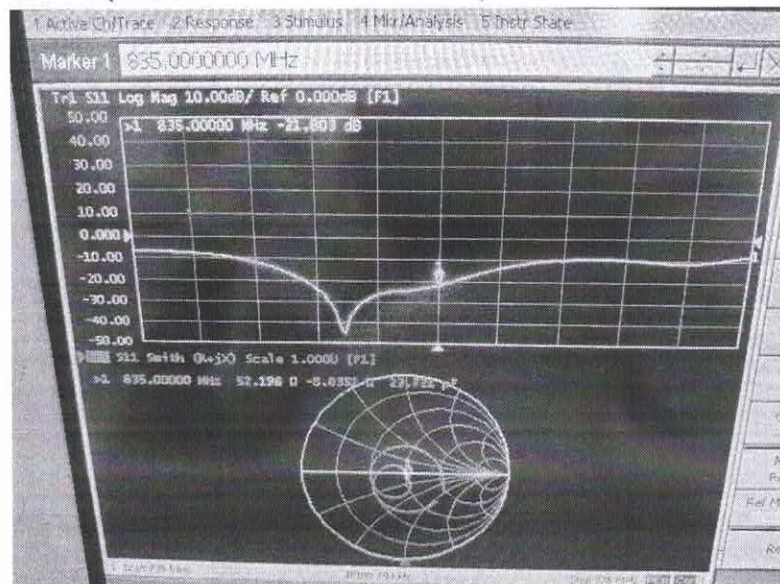 1 Active Ch/Trace 2 Response 3 Stimulus 4 Mkr/Analysis 5 Instr State
Marker 1 835.0000000 MHz
Tr1 S11 Log Mag 10.00dB/ Ref 0.000dB [F1]
50.00
>1 835.00000 MHz -21.803 dB
40.00
30.00
20.00
10.00
0.000
-10.00
-20.00
-30.00
-40.00
-50.00
S11 Smith (R+jX) Scale 1.000U [F1]
>1 835.00000 MHz 52.196 Ω Ω pF